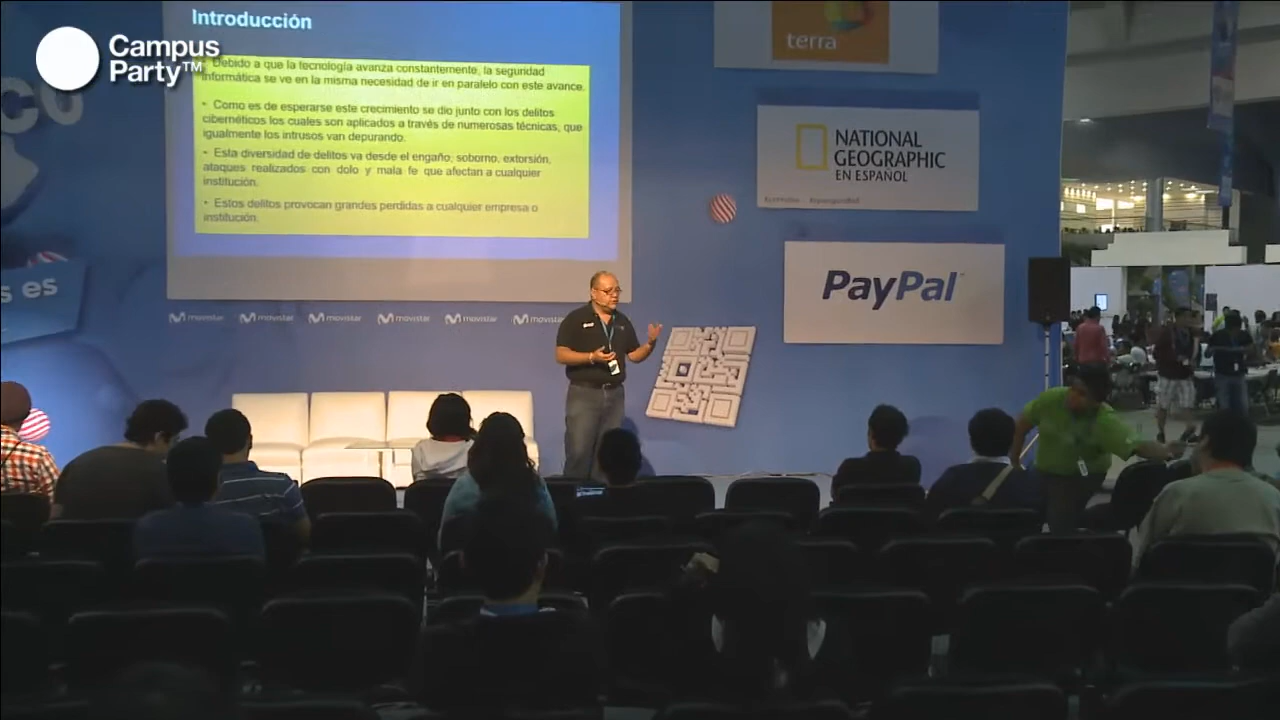 Introducción
Campus
Party™
Debido a que la tecnología avanza constantemente, la seguridad
informática se ve en la misma necesidad de ir en paralelo con este avance.
• Como es de esperarse este crecimiento se dio junto con los delitos
cibernéticos los cuales son aplicados a través de numerosas técnicas, que
igualmente los intrusos van depurando.
• Esta diversidad de delitos va desde el engaño, soborno, extorsión,
ataques realizados con dolo y mala fe que afectan a cualquier
institución.
• Estos delitos provocan grandes perdidas a cualquier empresa o
institución.
terra
NATIONAL
GEOGRAPHIC
EN ESPAÑOL
PayPal
co
s es
movistar movistar movistar movistar movistar movistar